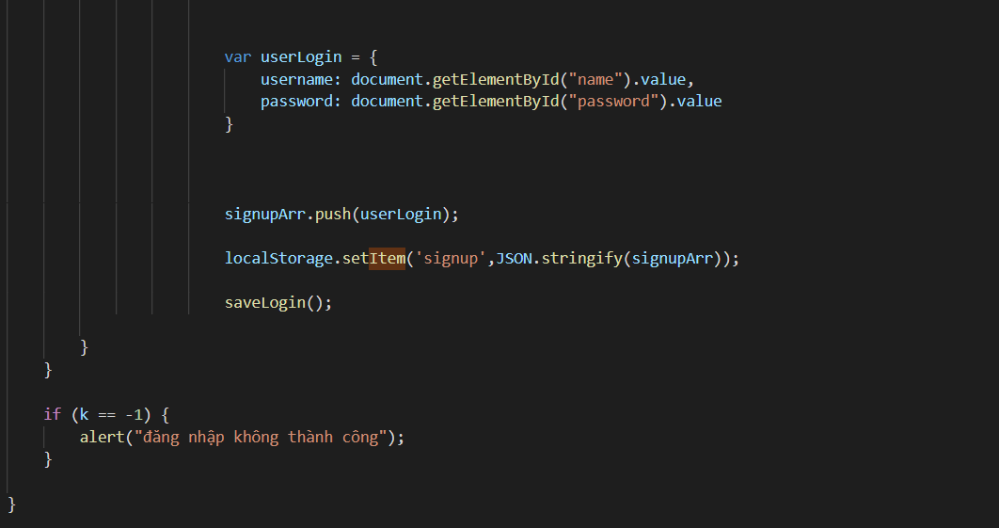 var userLogin = {
username: document.getElementById("name").value,
password: document.getElementById("password").value
}
signupArr.push(userLogin);
localStorage.setItem('signup',JSON.stringify(signupArr));
saveLogin();
}
}
if (k == -1) {
alert("đăng nhập không thành công");
}
}